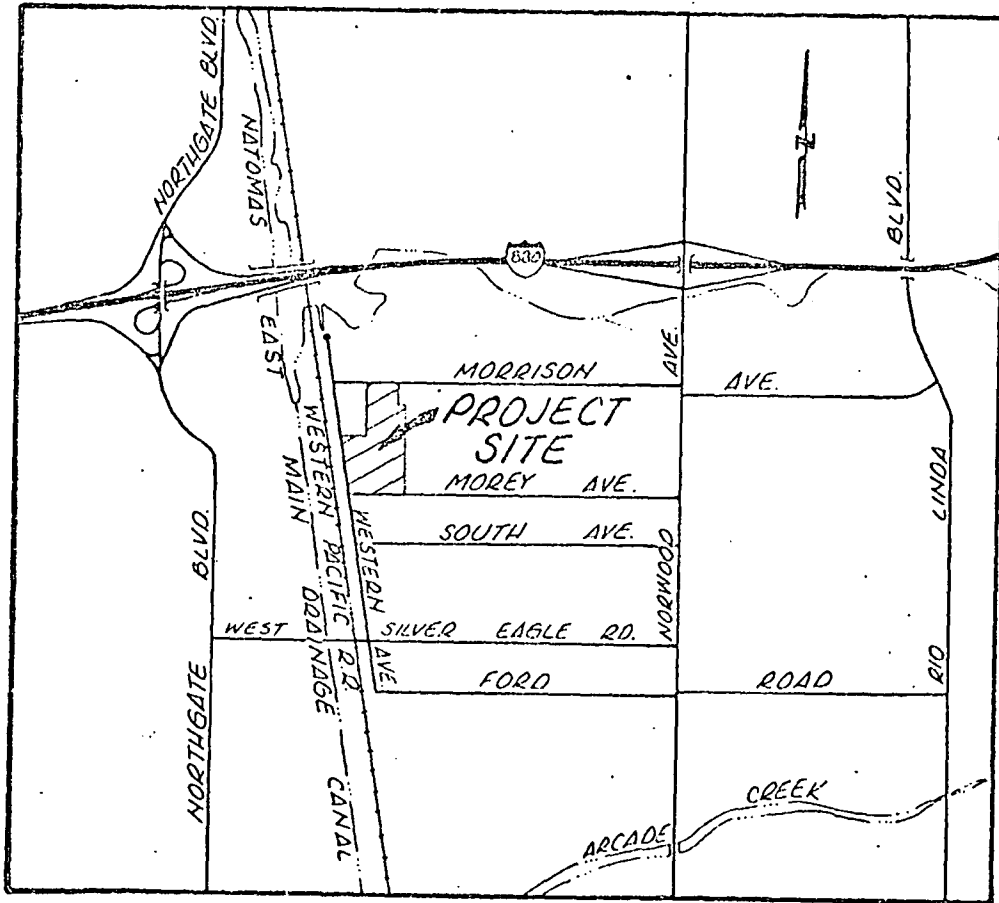 NORTHGATE BLVD.
NATOMAS
EAST
MAIN
DRAINAGE
CANAL
N
BLVD.
880
MORRISON
AVE.
AVE.
PROJECT
SITE
MOREY AVE.
SOUTH AVE.
WESTERN PACIFIC R.R.
WESTERN
AVE
NORWOOD
LINDA
RIO
BLVD.
NORTHGATE
WEST
SILVER EAGLE RD.
FORD
ROAD
ARCADE
CREEK